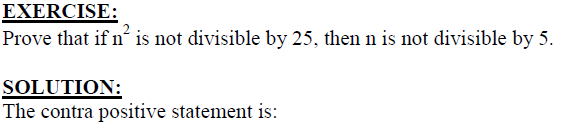 EXERCISE:
Prove that if n² is not divisible by 25, then n is not divisible by 5.
SOLUTION:
The contra positive statement is: